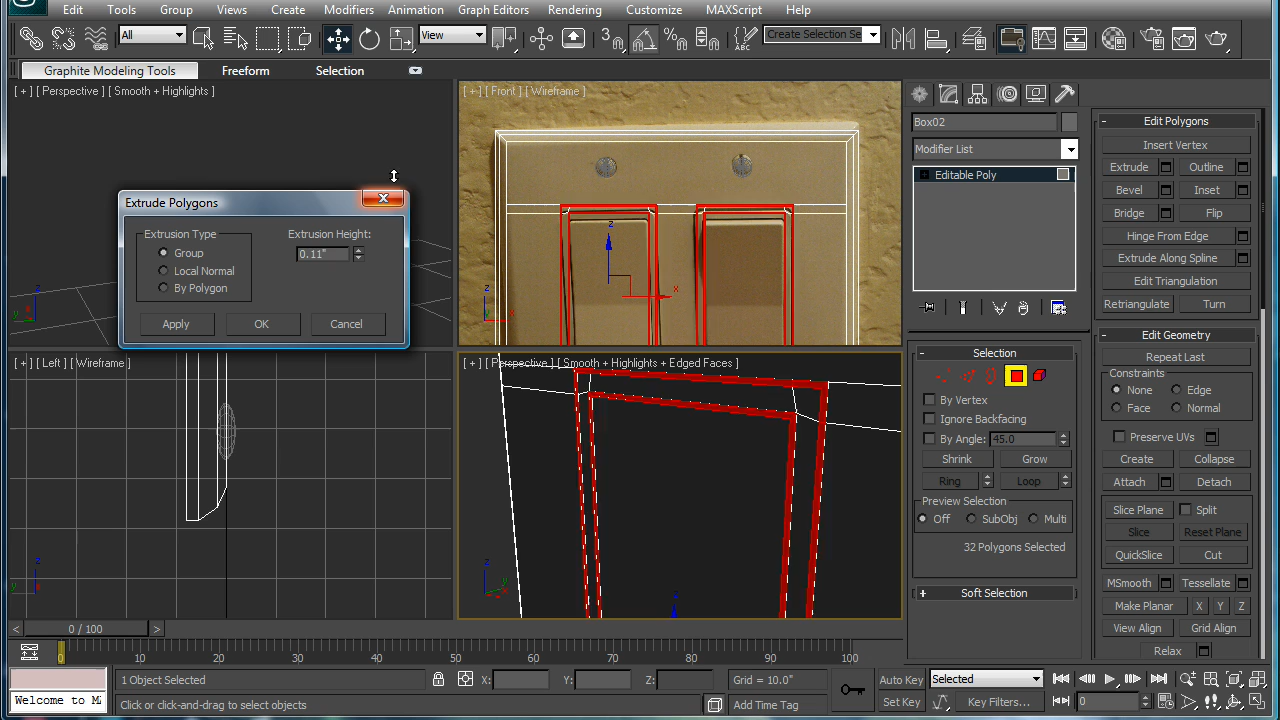 Edit Tools Group Views Create Modifiers Animation Graph Editors Rendering Customize MAXScript Help
All View 3 Create Selection Se
Graphite Modeling Tools Freeform Selection
[ + ] [ Perspective ] [ Smooth + Highlights ]
[ + ] [ Front ] [ Wireframe ]
Extrude Polygons
Extrusion Type
Group
Local Normal
By Polygon
Extrusion Height:
0.11"
Apply OK Cancel
z
x
z
x
z
y
[ + ] [ Left ] [ Wireframe ]
z
y
[ + ] [ Perspective ] [ Smooth + Highlights + Edged Faces ]
z
y
x
z
Box02
Modifier List
Editable Poly
Selection
By Vertex
Ignore Backfacing
By Angle: 45.0
Shrink Grow
Ring Loop
Preview Selection
Off SubObj Multi
32 Polygons Selected
Soft Selection
Edit Polygons
Insert Vertex
Extrude Outline
Bevel Inset
Bridge Flip
Hinge From Edge
Extrude Along Spline
Edit Triangulation
Retriangulate Turn
Edit Geometry
Repeat Last
Constraints
None Edge
Face Normal
Preserve UVs
Create Collapse
Attach Detach
Slice Plane Split
Slice Reset Plane
QuickSlice Cut
MSmooth Tessellate
Make Planar X Y Z
View Align Grid Align
Relax
< 0 / 100 >
0 10 20 30 40 50 60 70 80 90 100
1 Object Selected X: Y: Z: Grid = 10.0" Auto Key Selected
Welcome to M Click or click-and-drag to select objects Add Time Tag Set Key Key Filters... 0